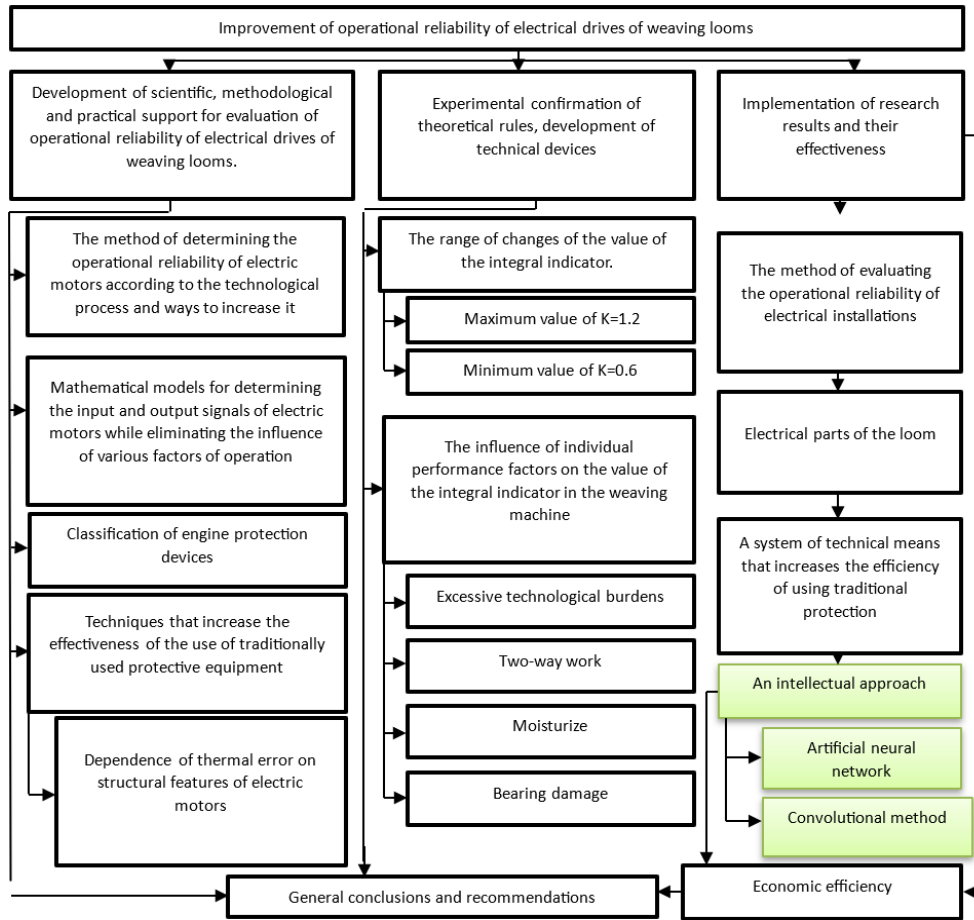 Improvement of operational reliability of electrical drives of weaving looms
Development of scientific, methodological
and practical support for evaluation of
operational reliability of electrical drives of
weaving looms.
The method of determining the
operational reliability of electric
motors according to the technological
process and ways to increase it
Mathematical models for determining
the input and output signals of electric
motors while eliminating the influence
of various factors of operation
Classification of engine protection
devices
Techniques that increase the
effectiveness of the use of traditionally
used protective equipment
Dependence of thermal error on
structural features of electric
motors
Experimental confirmation of
theoretical rules, development of
technical devices
The range of changes of the value of
the integral indicator.
Maximum value of K=1.2
Minimum value of K=0.6
The influence of individual
performance factors on the value of
the integral indicator in the weaving
machine
Excessive technological burdens
Two-way work
Moisturize
Bearing damage
Implementation of research
results and their
effectiveness
The method of evaluating
the operational reliability of
electrical installations
Electrical parts of the loom
A system of technical means
that increases the efficiency
of using traditional
protection
An intellectual approach
Artificial neural
network
Convolutional method
Economic efficiency
General conclusions and recommendations